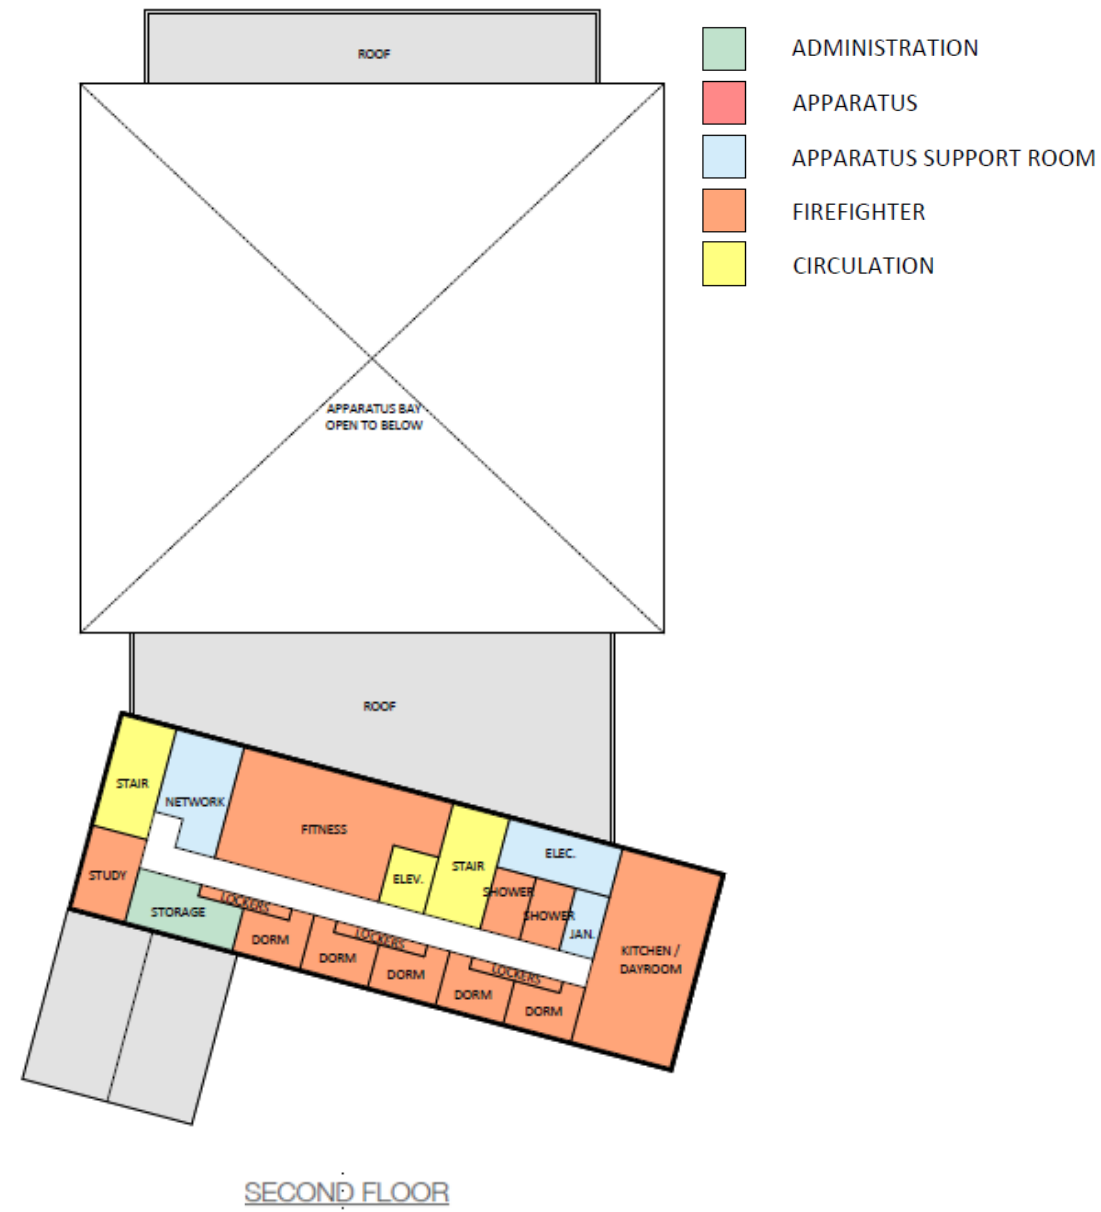 ROOF
ADMINISTRATION
APPARATUS
APPARATUS SUPPORT ROOM
FIREFIGHTER
CIRCULATION
APPARATUS BAY
OPEN TO BELOW
ROOF
STAIR
NETWORK
FITNESS
STAIR
ELEC.
STUDY
ELEV.
SHOWER
SHOWER
JAN.
STORAGE
LOCKERS
DORM
LOCKERS
DORM
DORM
LOCKERS
DORM
DORM
KITCHEN /
DAYROOM
SECOND FLOOR